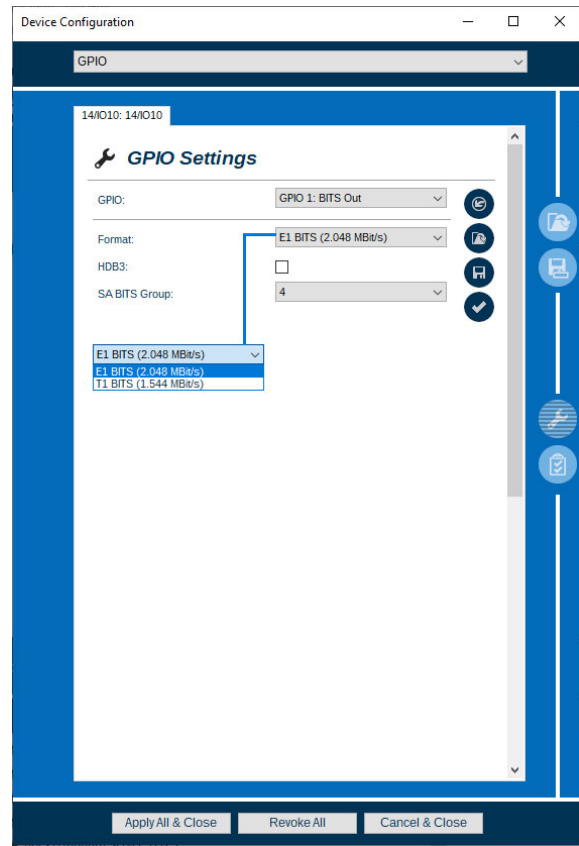 Device Configuration
GPIO
14/IO10: 14/IO10
GPIO Settings
GPIO: GPIO 1: BITS Out
Format: E1 BITS (2.048 MBit/s)
HDB3:
SA BITS Group: 4
E1 BITS (2.048 MBit/s)
E1 BITS (2.048 MBit/s)
T1 BITS (1.544 MBit/s)
Apply All & Close Revoke All Cancel & Close